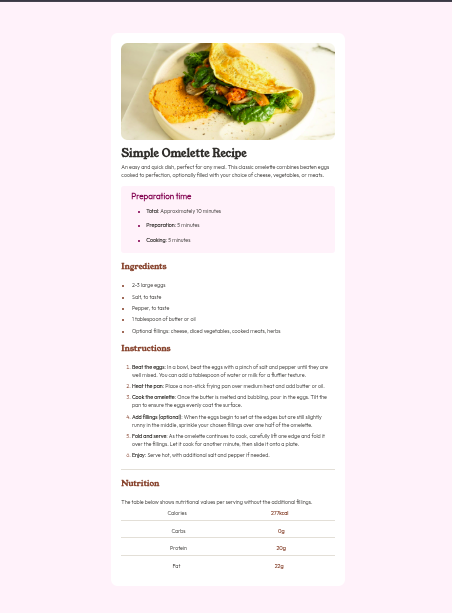 Simple Omelette Recipe
An easy and quick dish, perfect for any meal. This classic omelette combines beaten eggs
cooked to perfection, optionally filled with your choice of cheese, vegetables, or meats.
Preparation time
• Total: Approximately 10 minutes
• Preparation: 5 minutes
• Cooking: 5 minutes
Ingredients
• 2-3 large eggs
• Salt, to taste
• Pepper, to taste
• 1 tablespoon of butter or oil
• Optional fillings: cheese, diced vegetables, cooked meats, herbs
Instructions
1. Beat the eggs: In a bowl, beat the eggs with a pinch of salt and pepper until they are
well mixed. You can add a tablespoon of water or milk for a fluffier texture.
2. Heat the pan: Place a non-stick frying pan over medium heat and add butter or oil.
3. Cook the omelette: Once the butter is melted and bubbling, pour in the eggs. Tilt the
pan to ensure the eggs evenly coat the surface.
4. Add fillings (optional): When the eggs begin to set at the edges but are still slightly
runny in the middle, sprinkle your chosen fillings over one half of the omelette.
5. Fold and serve: As the omelette continues to cook, carefully lift one edge and fold it
over the fillings. Let it cook for another minute, then slide it onto a plate.
6. Enjoy: Serve hot, with additional salt and pepper if needed.
Nutrition
The table below shows nutritional values per serving without the additional fillings.
Calories 277kcal
Carbs 0g
Protein 20g
Fat 22g